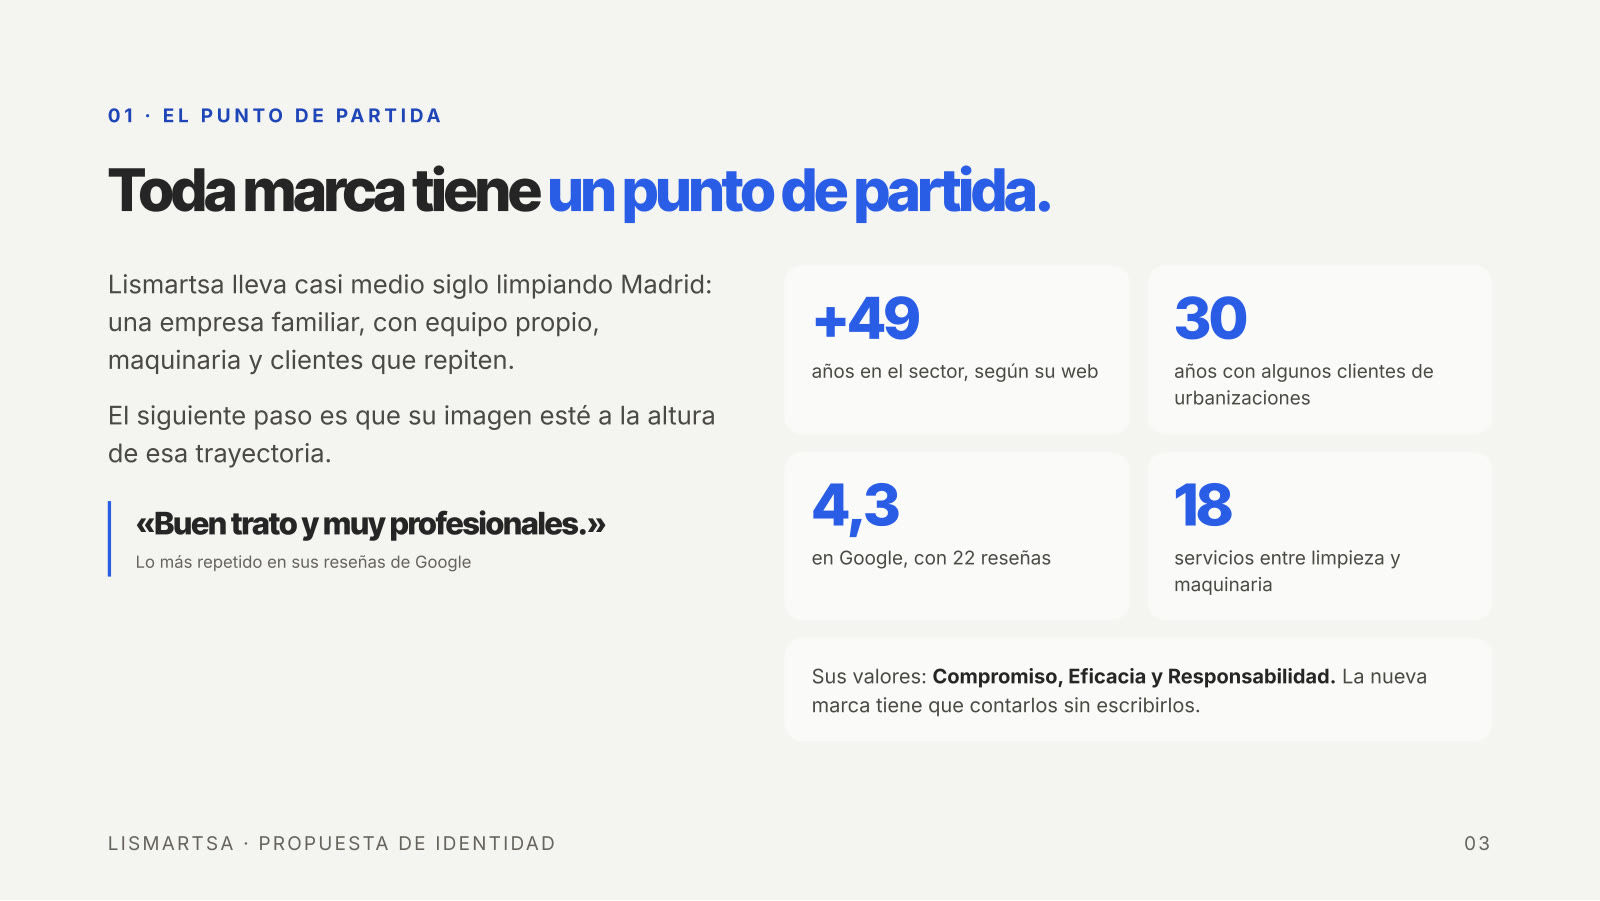 01 · EL PUNTO DE PARTIDA
Toda marca tiene un punto de partida.
Lismartsa lleva casi medio siglo limpiando Madrid:
una empresa familiar, con equipo propio,
maquinaria y clientes que repiten.
El siguiente paso es que su imagen esté a la altura
de esa trayectoria.
«Buen trato y muy profesionales.»
Lo más repetido en sus reseñas de Google
+49
años en el sector, según su web
30
años con algunos clientes de
urbanizaciones
4,3
en Google, con 22 reseñas
18
servicios entre limpieza y
maquinaria
Sus valores: Compromiso, Eficacia y Responsabilidad. La nueva
marca tiene que contarlos sin escribirlos.
LISMARTSA · PROPUESTA DE IDENTIDAD
03